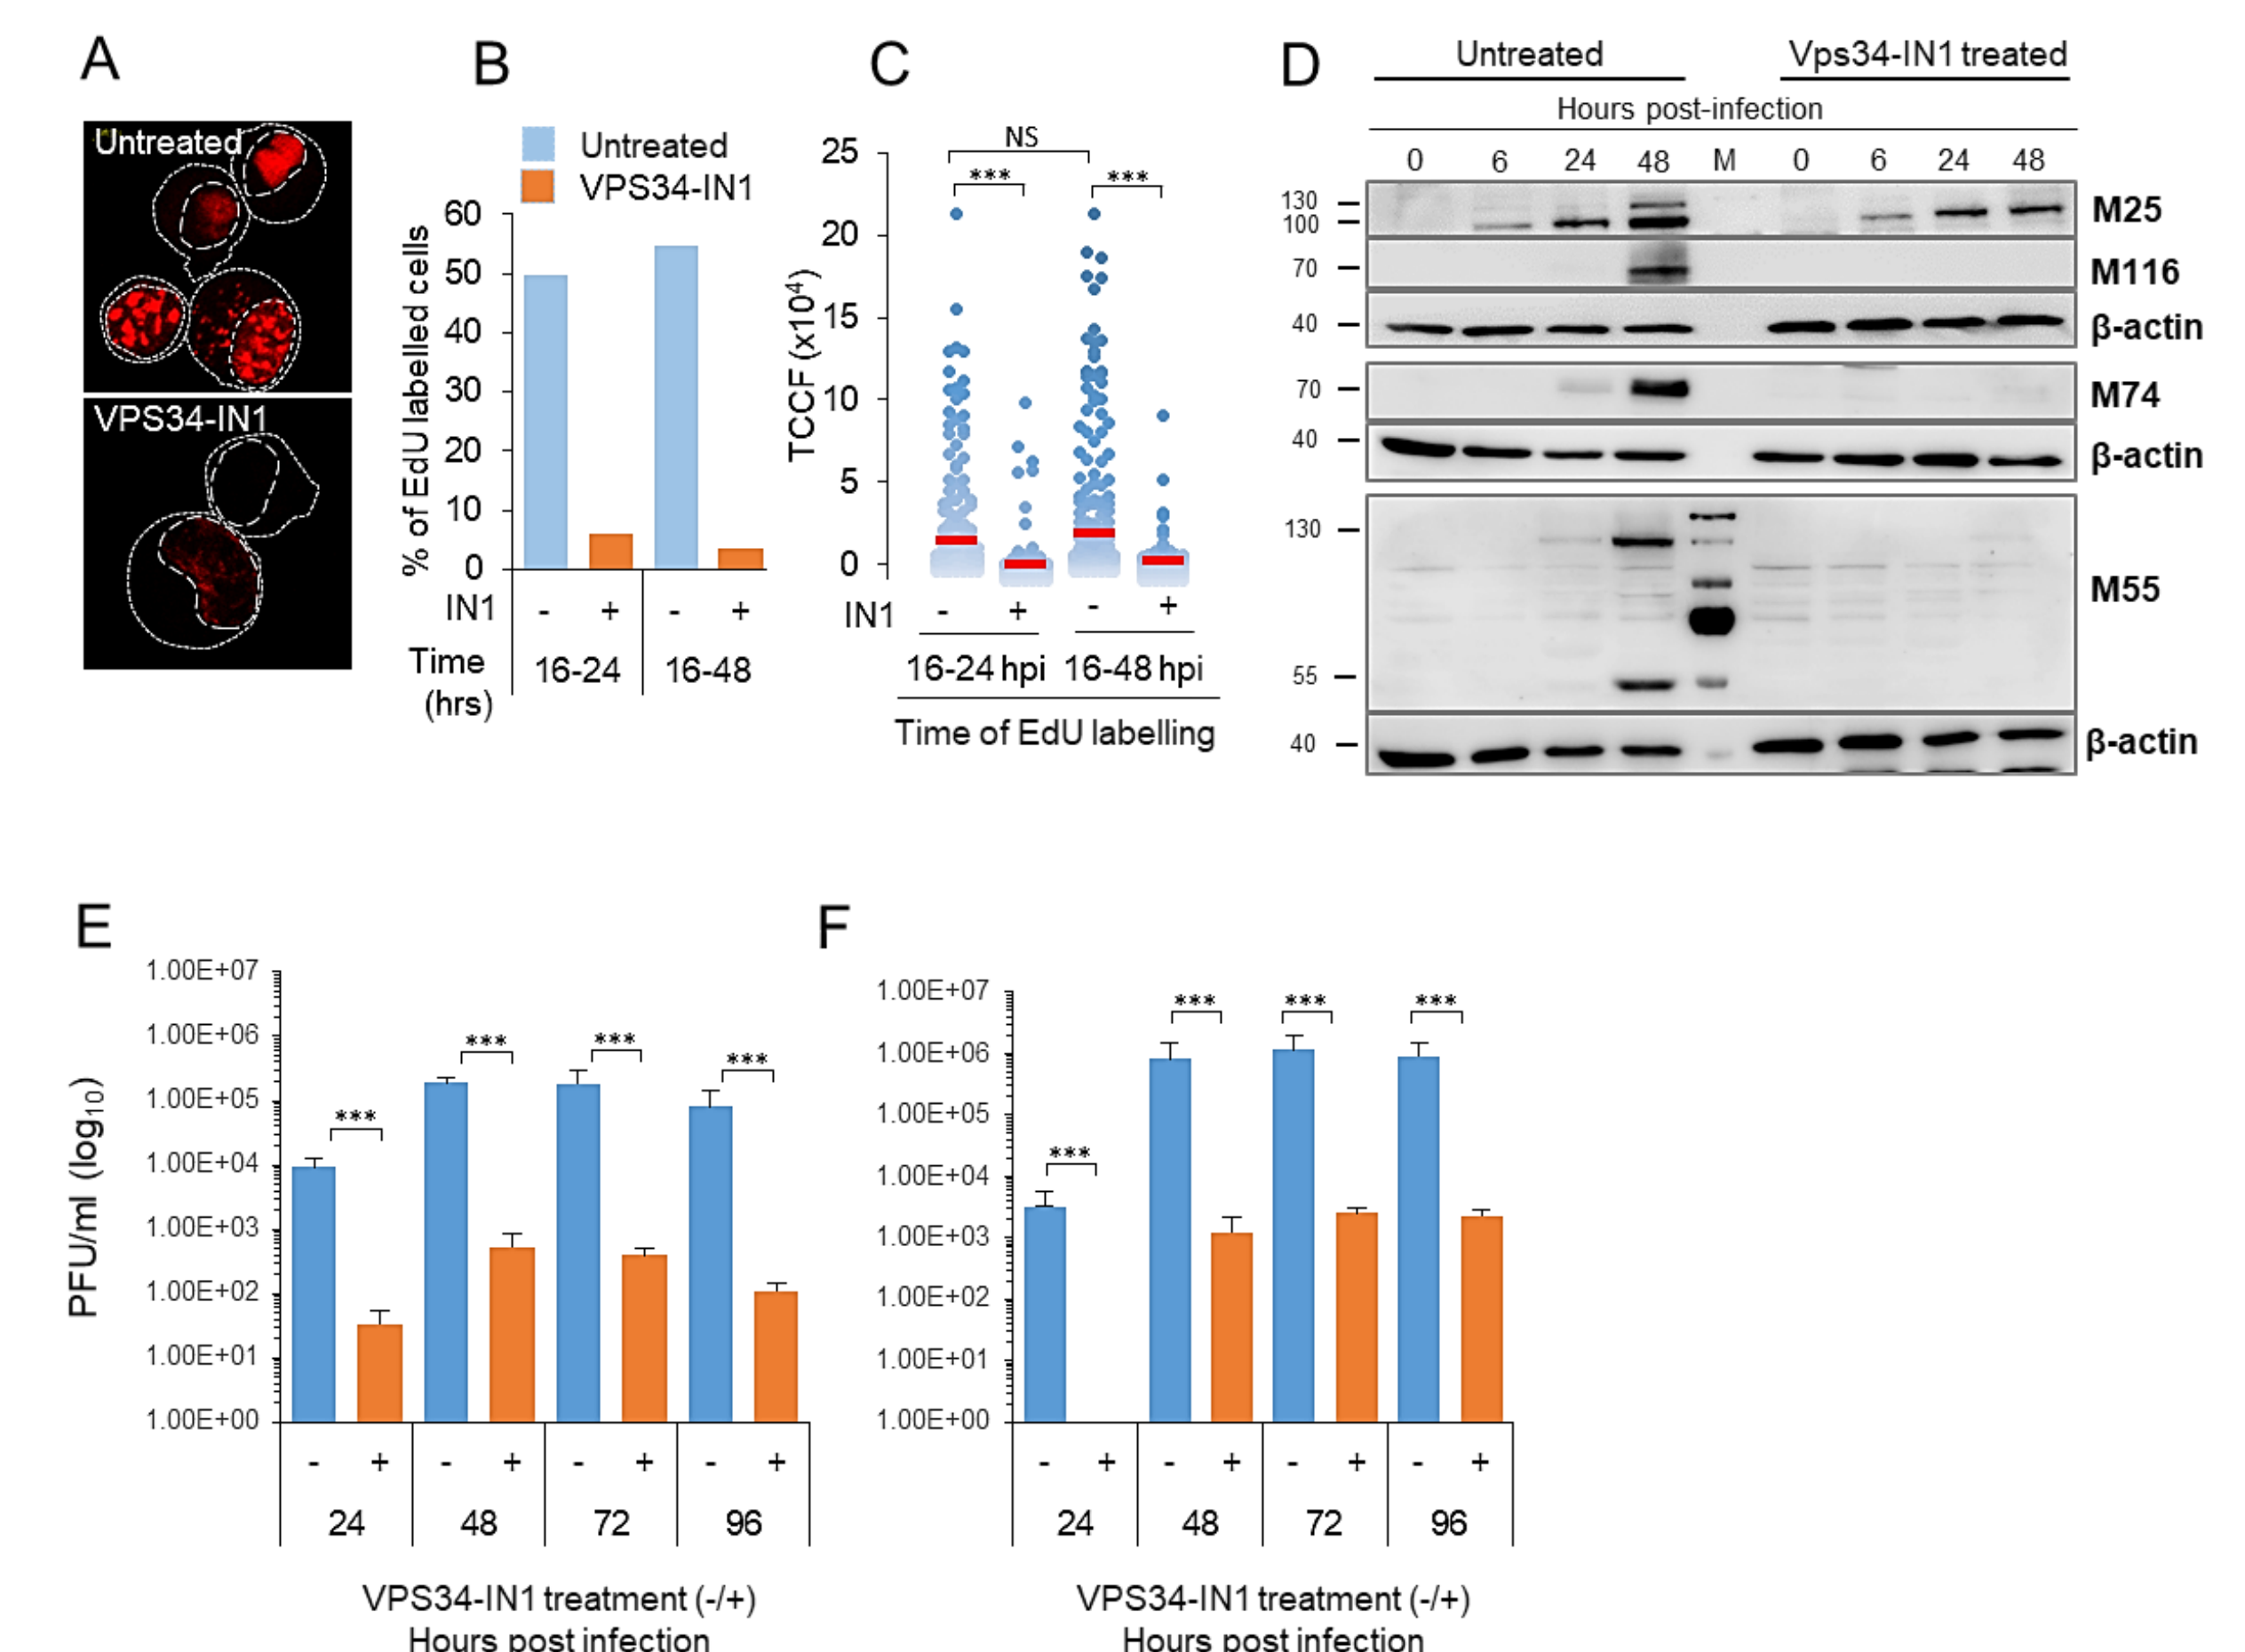 A
Untreated
VPS34-IN1
B
Untreated
VPS34-IN1
% of EdU labelled cells
60
50
40
30
20
10
0
IN1 - + - +
Time (hrs) 16-24 16-48
C
TCCF (x10⁴)
25
20
15
10
5
0
NS
*** ***
IN1 - + - +
16-24 hpi 16-48 hpi
Time of EdU labelling
D
Untreated Vps34-IN1 treated
Hours post-infection
0 6 24 48 M 0 6 24 48
130
100
M25
70
M116
40
β-actin
70
M74
40
β-actin
130
M55
55
40
β-actin
E
PFU/ml (log₁₀)
1.00E+07
1.00E+06
1.00E+05
1.00E+04
1.00E+03
1.00E+02
1.00E+01
1.00E+00
*** *** *** ***
- + - + - + - +
24 48 72 96
VPS34-IN1 treatment (-/+)
Hours post infection
F
1.00E+07
1.00E+06
1.00E+05
1.00E+04
1.00E+03
1.00E+02
1.00E+01
1.00E+00
*** *** *** ***
- + - + - + - +
24 48 72 96
VPS34-IN1 treatment (-/+)
Hours post infection